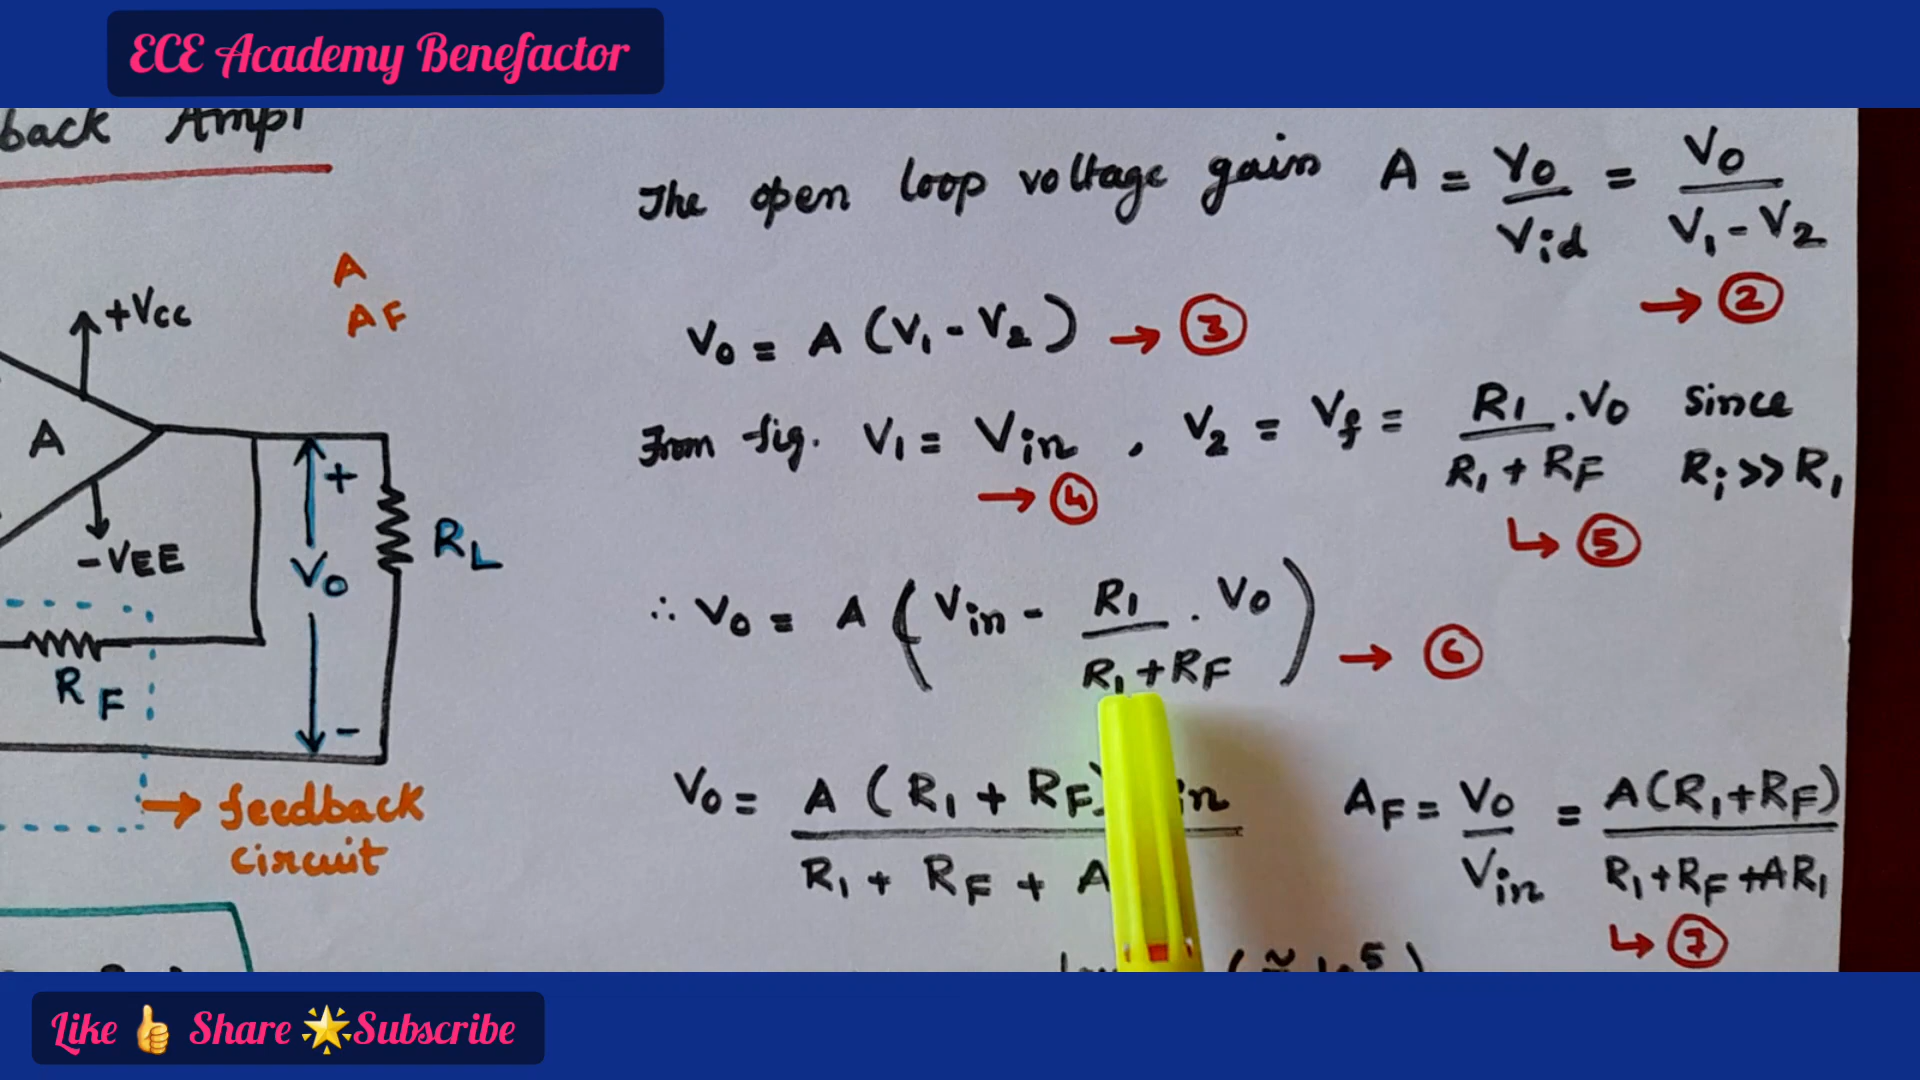 ECE Academy Benefactor
back Ampl
The open loop voltage gain A = Vo/Vid = Vo/V1-V2
→ 2
A
AF
+Vcc
Vo = A (V1 - V2) → 3
From fig. V1 = Vin , V2 = Vf = R1/R1 + RF .Vo Since Ri >> R1
→ 4
↳ 5
A
+
-VEE
Vo
RL
∴ Vo = A (Vin - R1/R1+RF . Vo) → 6
RF
-
Vo = A (R1 + RF) in/R1 + RF + A
AF = Vo/Vin = A(R1+RF)/R1+RF+AR1
→ feedback
circuit
↳ 7
(≈ 10^5)
Like 👍 Share 🌟Subscribe